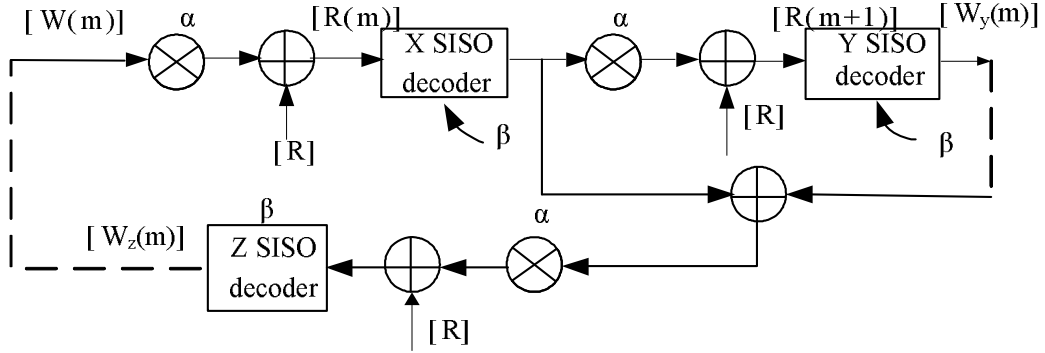 [W(m)]
α
[R(m)]
α
[R(m+1)]
[Wy(m)]
X SISO
decoder
Y SISO
decoder
[R]
β
[R]
β
[Wz(m)]
β
Z SISO
decoder
α
[R]